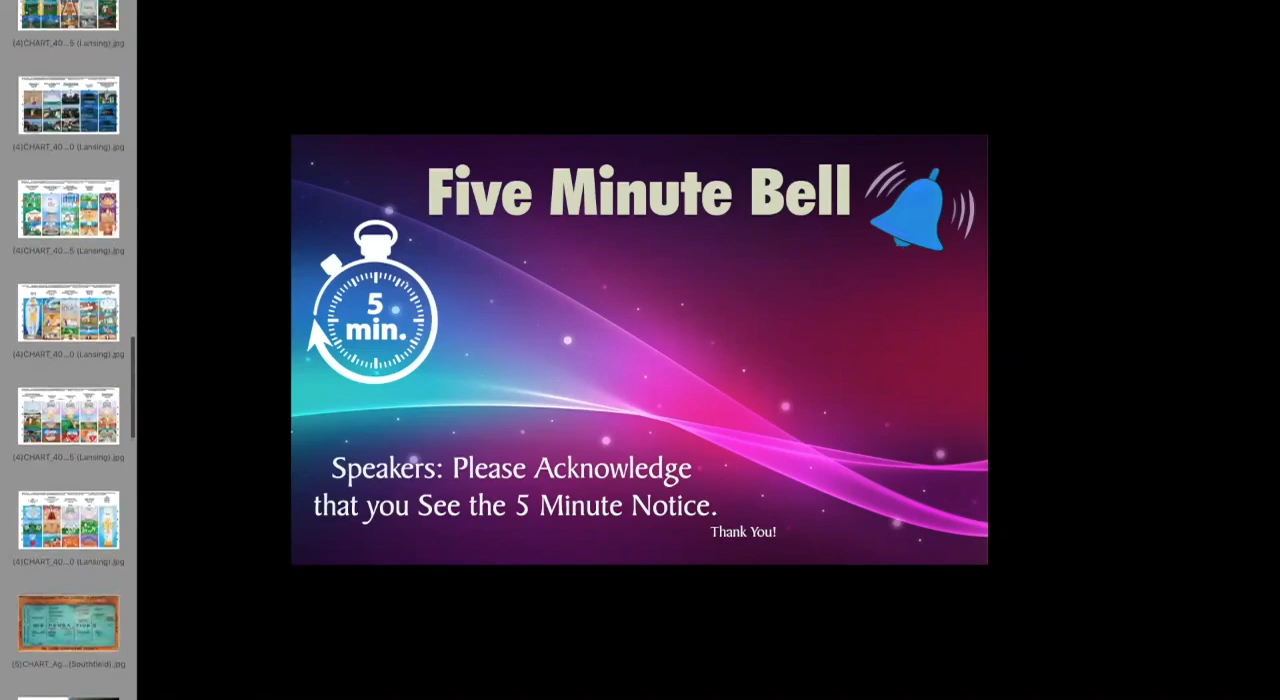 (4)CHART_40...5 (Lansing).jpg
(4)CHART_40...0 (Lansing).jpg
(4)CHART_40...5 (Lansing).jpg
(4)CHART_40...0 (Lansing).jpg
(4)CHART_40...5 (Lansing).jpg
(4)CHART_40...0 (Lansing).jpg
(5)CHART_Ag...(Southfield).jpg
Five Minute Bell
5
min.
Speakers: Please Acknowledge
that you See the 5 Minute Notice.
Thank You!